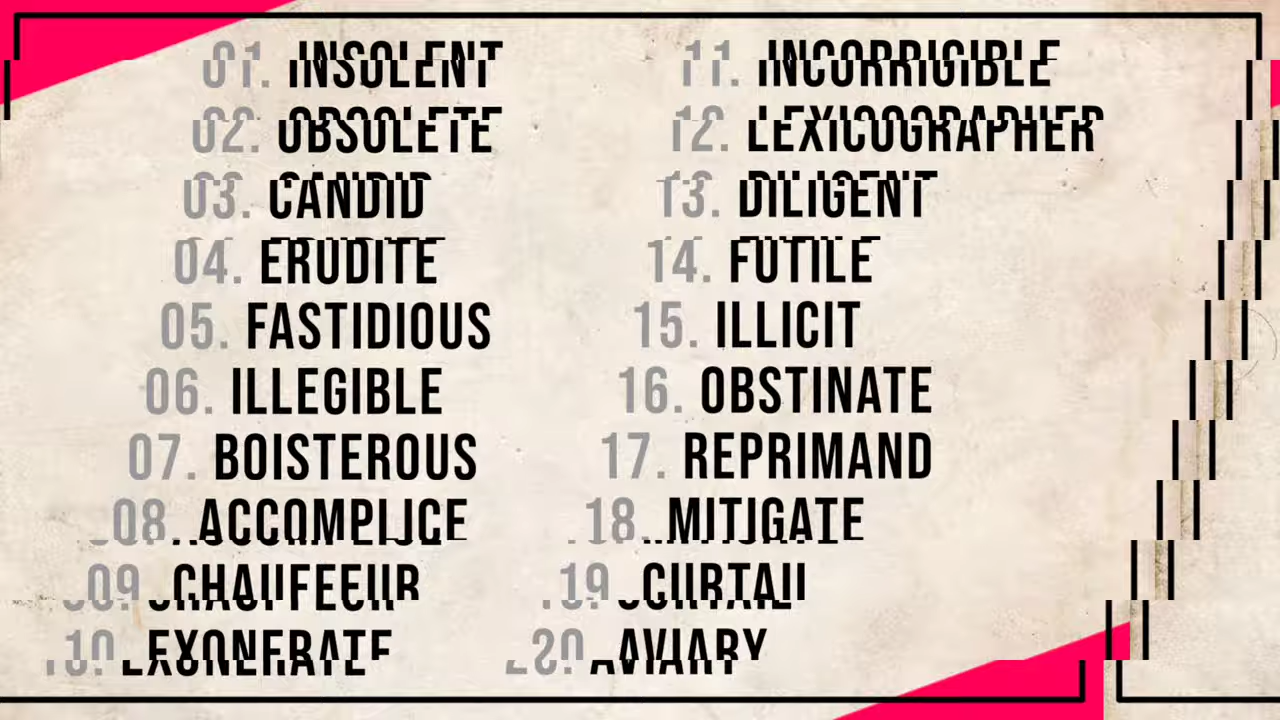 01. INSOLENT
02. OBSOLETE
03. CANDID
04. ERUDITE
05. FASTIDIOUS
06. ILLEGIBLE
07. BOISTEROUS
08. ACCOMPLICE
09. CHAUFFEUR
10. EXONERATE
11. INCORRIGIBLE
12. LEXICOGRAPHER
13. DILIGENT
14. FUTILE
15. ILLICIT
16. OBSTINATE
17. REPRIMAND
18. MITIGATE
19. CURTAIL
20. AVIARY